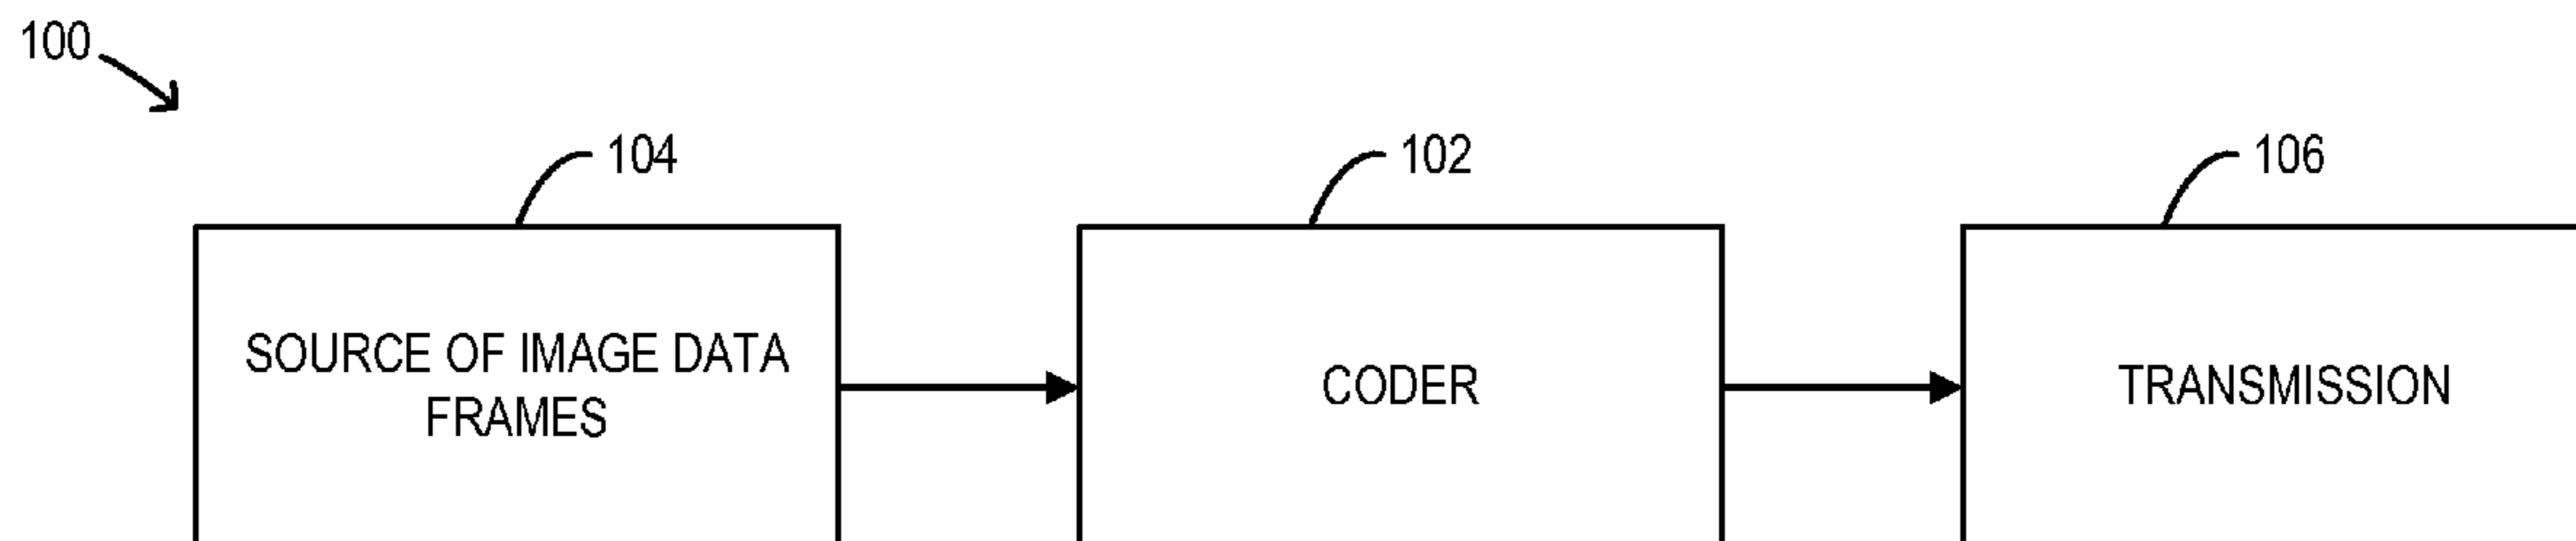 100
104
102
106
SOURCE OF IMAGE DATA
FRAMES
CODER
TRANSMISSION